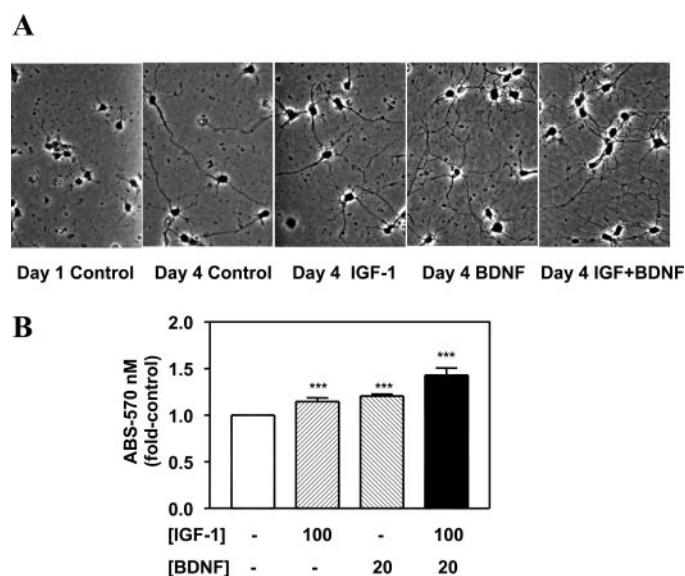 A
Day 1 Control Day 4 Control Day 4 IGF-1 Day 4 BDNF Day 4 IGF+BDNF
B
ABS-570 nM
(fold-control)
2.0
1.5
1.0
0.5
0.0
*** *** ***
[IGF-1] - 100 - 100
[BDNF] - - 20 20